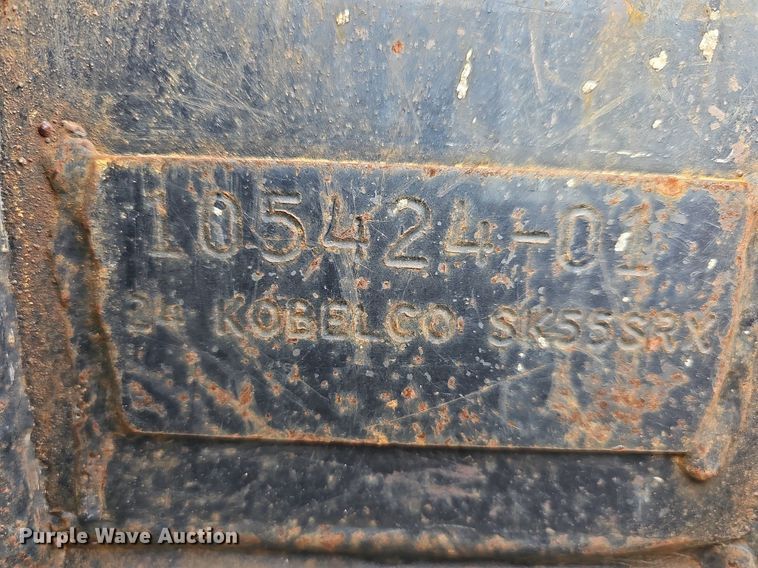 105424-01
24 KOBELCO SK55SRX
Purple Wave Auction